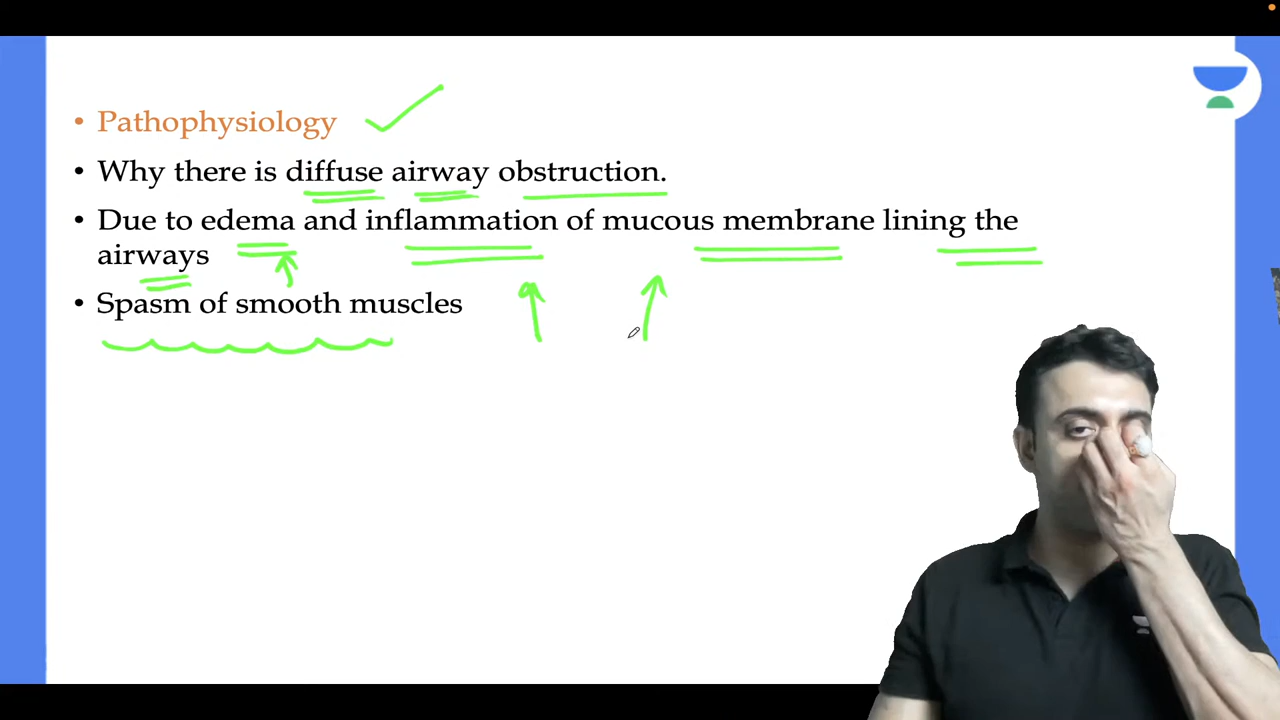 • Pathophysiology
• Why there is diffuse airway obstruction.
• Due to edema and inflammation of mucous membrane lining the
airways
• Spasm of smooth muscles